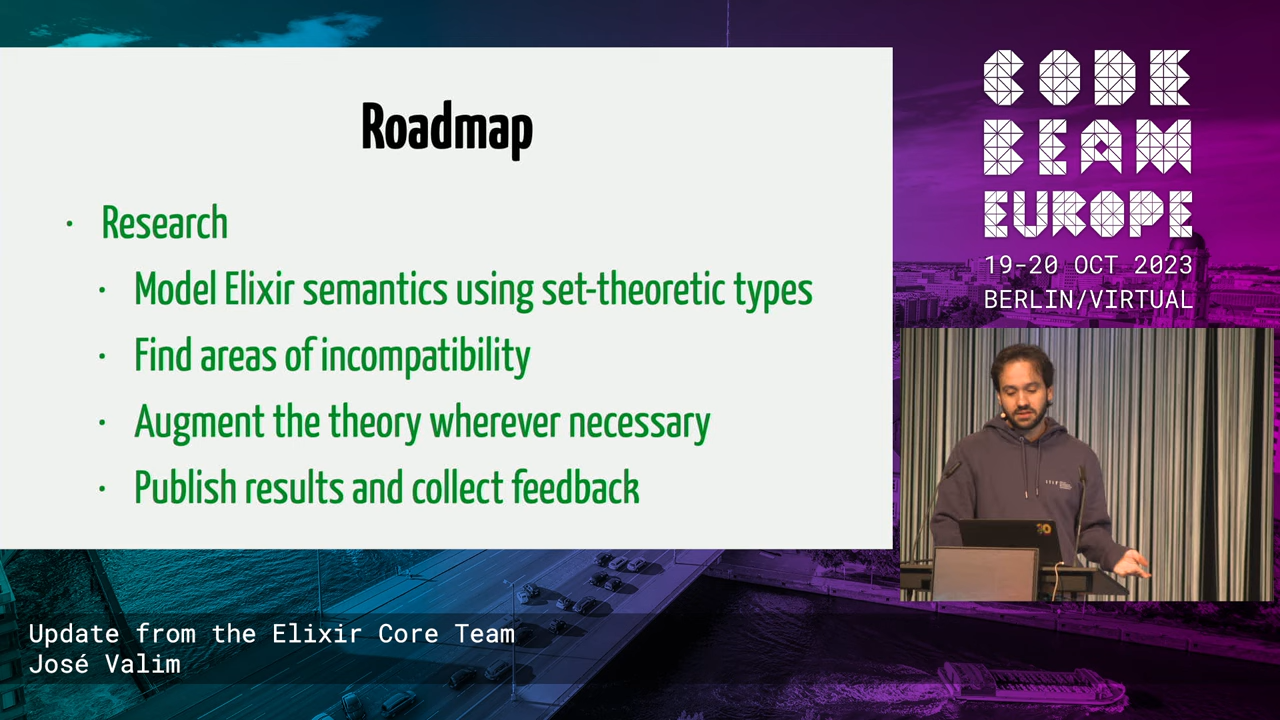 Roadmap
· Research
· Model Elixir semantics using set-theoretic types
· Find areas of incompatibility
· Augment the theory wherever necessary
· Publish results and collect feedback
CODE
BEAM
EUROPE
19-20 OCT 2023
BERLIN/VIRTUAL
Update from the Elixir Core Team
José Valim